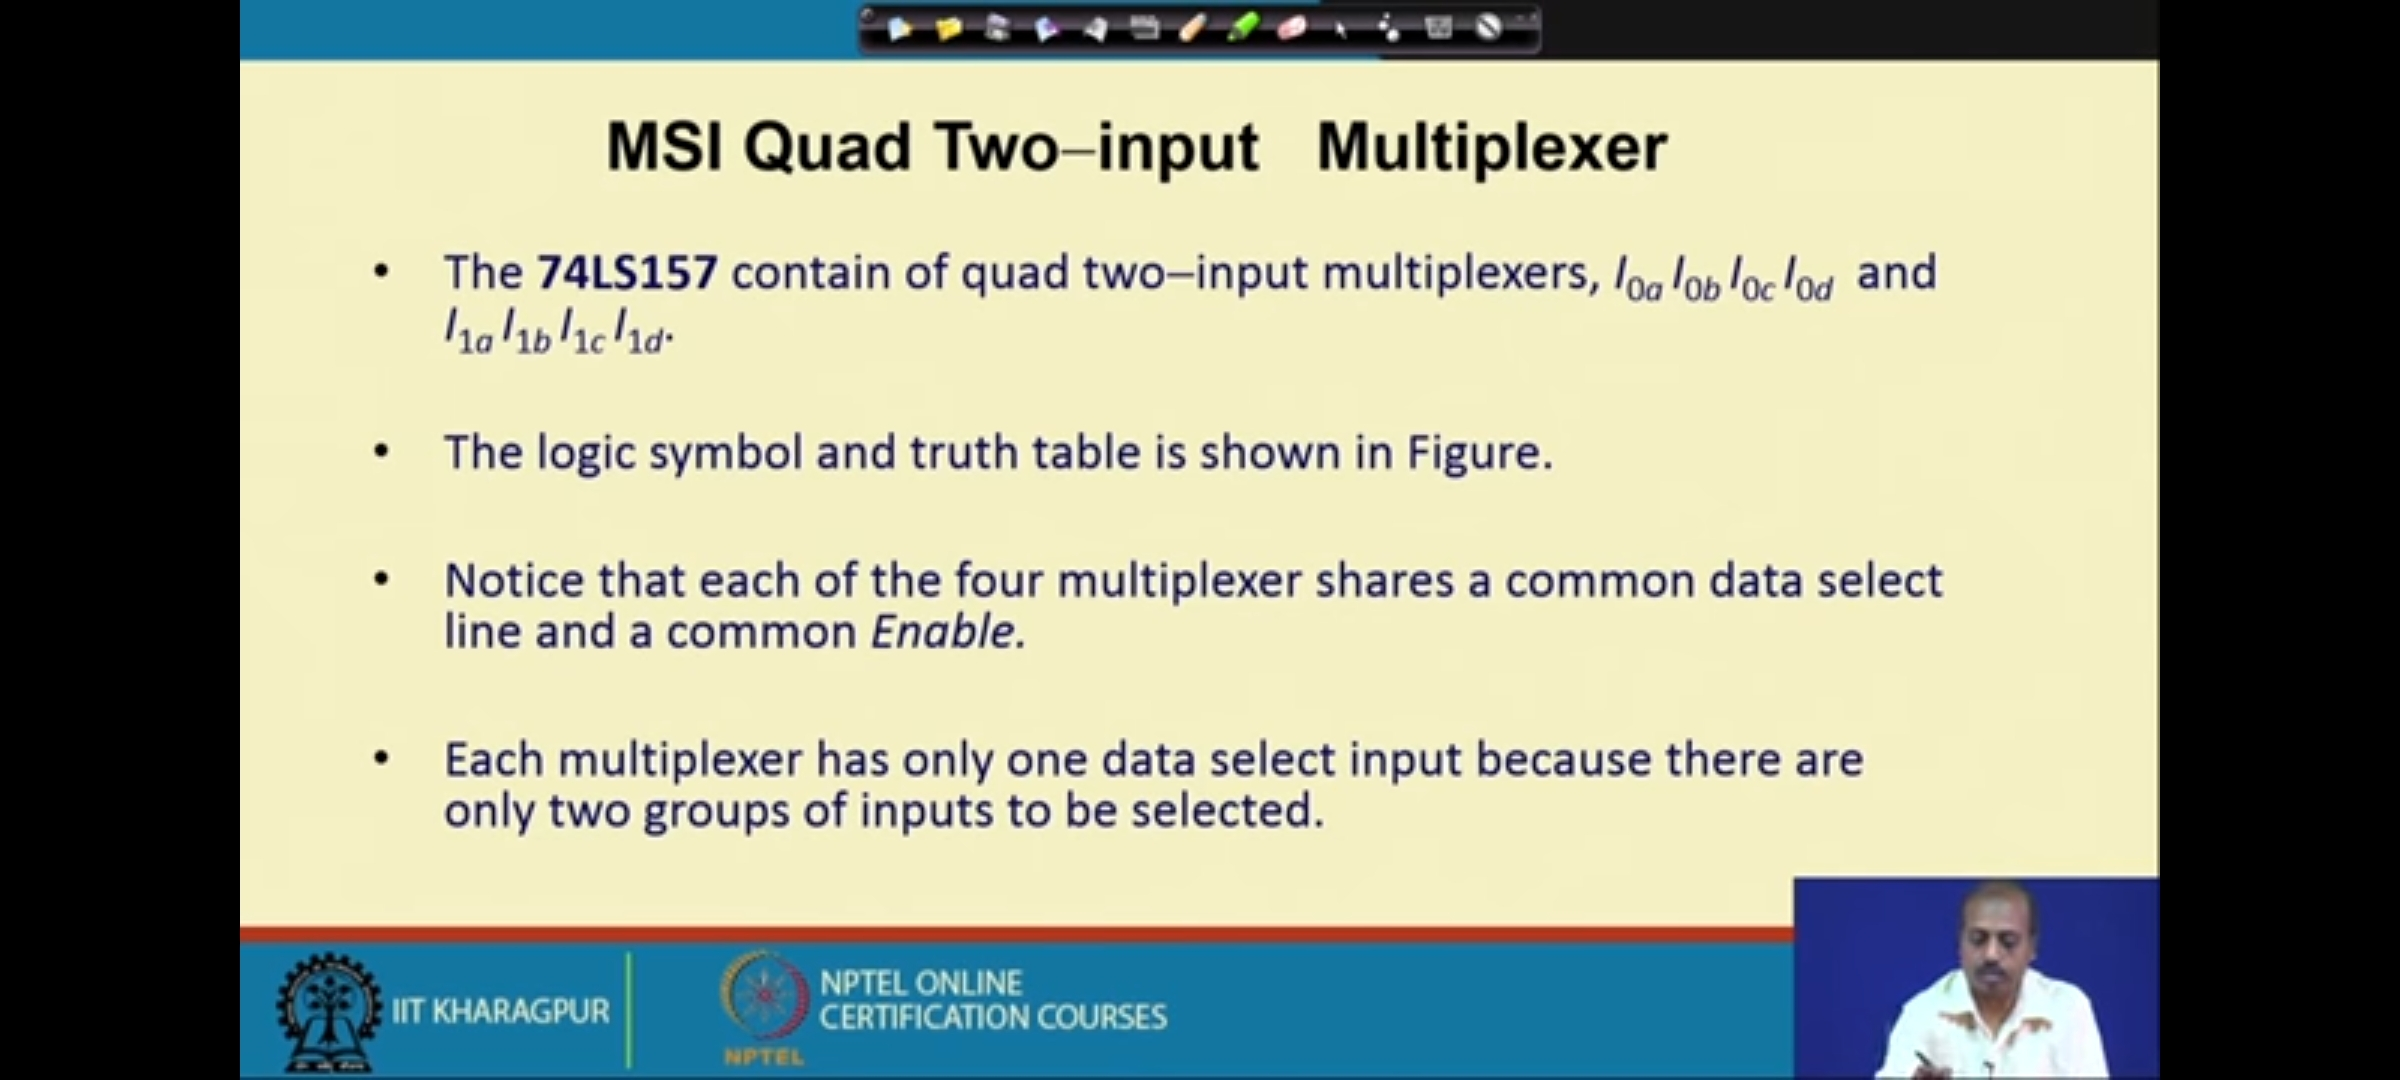 MSI Quad Two–input Multiplexer
• The 74LS157 contain of quad two–input multiplexers, I0a I0b I0c I0d and
I1a I1b I1c I1d.
• The logic symbol and truth table is shown in Figure.
• Notice that each of the four multiplexer shares a common data select
line and a common Enable.
• Each multiplexer has only one data select input because there are
only two groups of inputs to be selected.
IIT KHARAGPUR
NPTEL
NPTEL ONLINE
CERTIFICATION COURSES